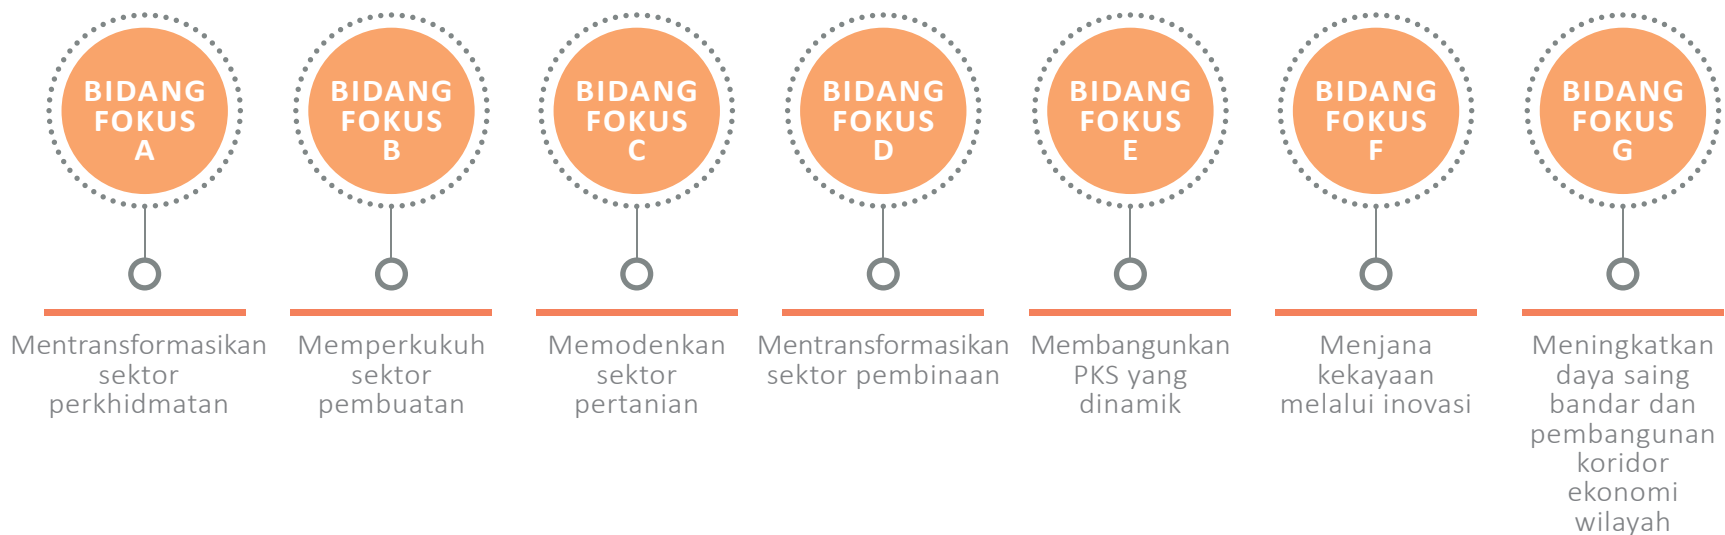 BIDANG
FOKUS
A
Mentransformasikan
sektor
perkhidmatan
BIDANG
FOKUS
B
Memperkukuh
sektor
pembuatan
BIDANG
FOKUS
C
Memodenkan
sektor
pertanian
BIDANG
FOKUS
D
Mentransformasikan
sektor pembinaan
BIDANG
FOKUS
E
Membangunkan
PKS yang
dinamik
BIDANG
FOKUS
F
Menjana
kekayaan
melalui inovasi
BIDANG
FOKUS
G
Meningkatkan
daya saing
bandar dan
pembangunan
koridor
ekonomi
wilayah